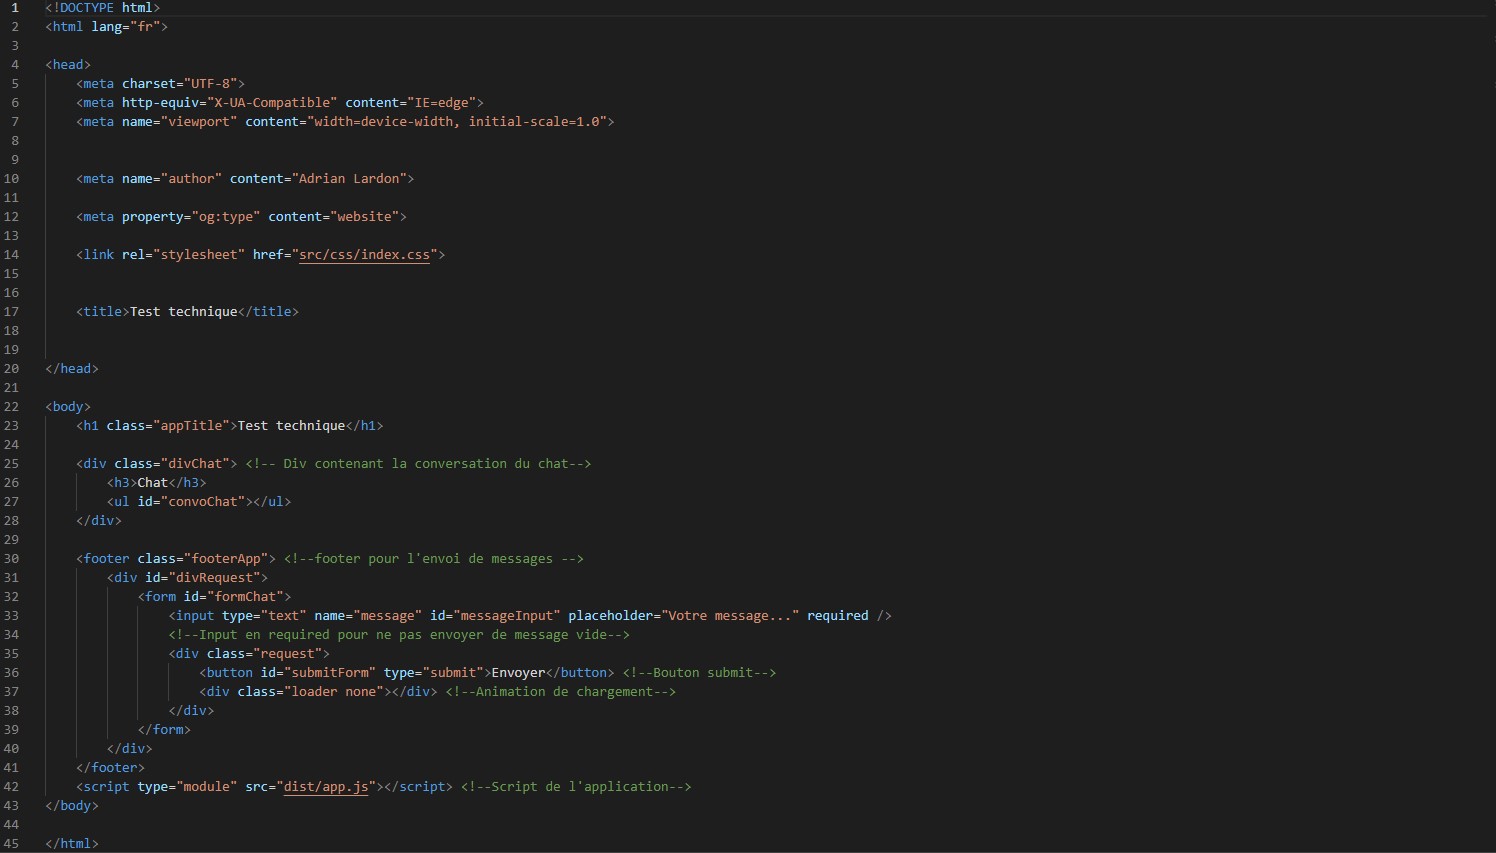 1 <!DOCTYPE html>
2 <html lang="fr">
3
4 <head>
5     <meta charset="UTF-8">
6     <meta http-equiv="X-UA-Compatible" content="IE=edge">
7     <meta name="viewport" content="width=device-width, initial-scale=1.0">
8
9
10     <meta name="author" content="Adrian Lardon">
11
12     <meta property="og:type" content="website">
13
14     <link rel="stylesheet" href="src/css/index.css">
15
16
17     <title>Test technique</title>
18
19
20 </head>
21
22 <body>
23     <h1 class="appTitle">Test technique</h1>
24
25     <div class="divChat"> <!-- Div contenant la conversation du chat-->
26         <h3>Chat</h3>
27         <ul id="convoChat"></ul>
28     </div>
29
30     <footer class="footerApp"> <!--footer pour l'envoi de messages -->
31         <div id="divRequest">
32             <form id="formChat">
33                 <input type="text" name="message" id="messageInput" placeholder="Votre message..." required />
34                 <!--Input en required pour ne pas envoyer de message vide-->
35                 <div class="request">
36                     <button id="submitForm" type="submit">Envoyer</button> <!--Bouton submit-->
37                     <div class="loader none"></div> <!--Animation de chargement-->
38                 </div>
39             </form>
40         </div>
41     </footer>
42     <script type="module" src="dist/app.js"></script> <!--Script de l'application-->
43 </body>
44
45 </html>